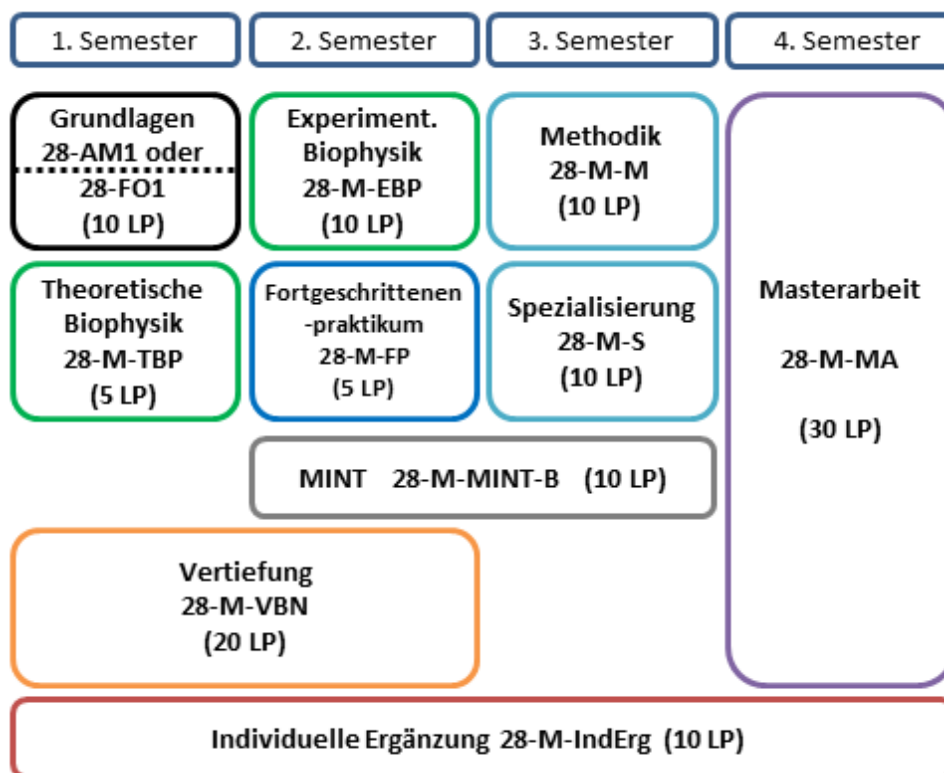 1. Semester
2. Semester
3. Semester
4. Semester
Grundlagen
28-AM1 oder
28-FO1
(10 LP)
Experiment.
Biophysik
28-M-EBP
(10 LP)
Methodik
28-M-M
(10 LP)
Theoretische
Biophysik
28-M-TBP
(5 LP)
Fortgeschrittenen
-praktikum
28-M-FP
(5 LP)
Spezialisierung
28-M-S
(10 LP)
Masterarbeit
28-M-MA
(30 LP)
MINT 28-M-MINT-B (10 LP)
Vertiefung
28-M-VBN
(20 LP)
Individuelle Ergänzung 28-M-IndErg (10 LP)